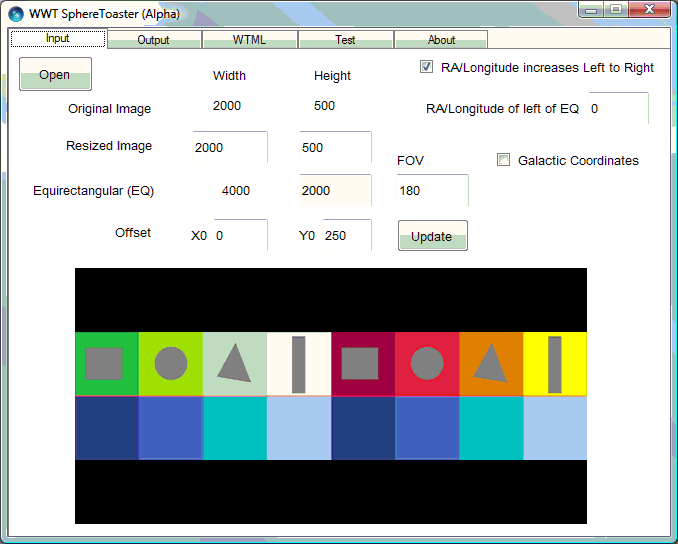 WWT SphereToaster (Alpha)
Input Output WTML Test About
Open
Width Height
RA/Longitude increases Left to Right
Original Image 2000 500
RA/Longitude of left of EQ 0
Resized Image 2000 500
FOV
Galactic Coordinates
Equirectangular (EQ) 4000 2000 180
Offset X0 0 Y0 250
Update